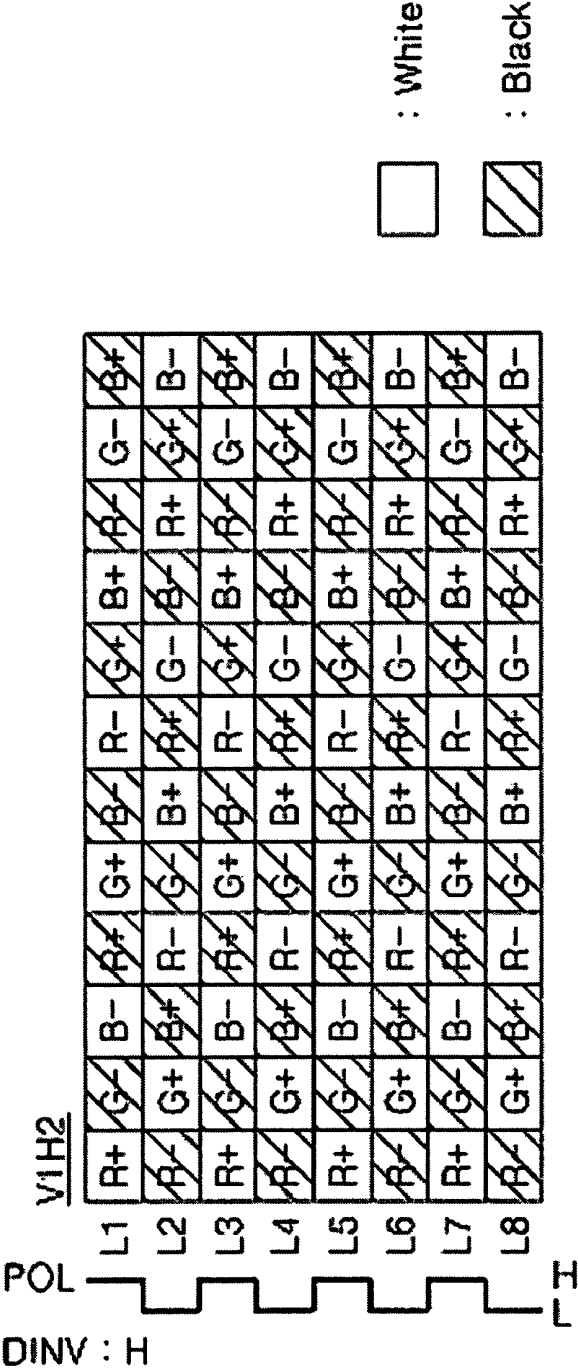 V1H2
POL
L1 R+ G- B- R+ G+ B- R- G+ B+ R- G- B+
L2 R- G+ B+ R- G- B+ R+ G- B- R+ G+ B-
L3 R+ G- B- R+ G+ B- R- G+ B+ R- G- B+
L4 R- G+ B+ R- G- B+ R+ G- B- R+ G+ B-
L5 R+ G- B- R+ G+ B- R- G+ B+ R- G- B+
L6 R- G+ B+ R- G- B+ R+ G- B- R+ G+ B-
L7 R+ G- B- R+ G+ B- R- G+ B+ R- G- B+
L8 R- G+ B+ R- G- B+ R+ G- B- R+ G+ B-
L H
DINV : H
: White
: Black